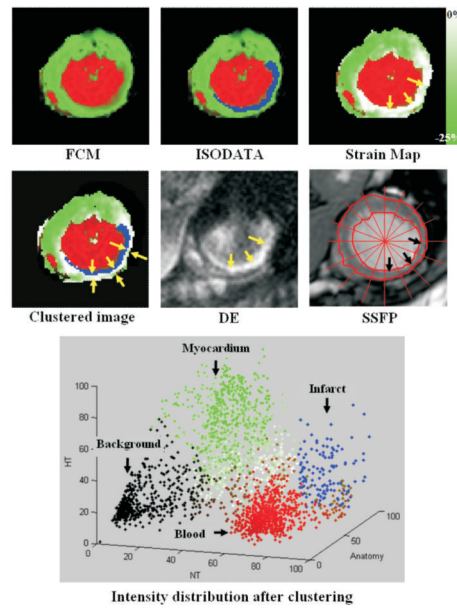 0%
-25%
FCM
ISODATA
Strain Map
Clustered image
DE
SSFP
Myocardium
Infarct
Background
Blood
HT
100
80
60
40
20
0
0
20
40
60
80
100
NT
0
50
100
Anatomy
Intensity distribution after clustering